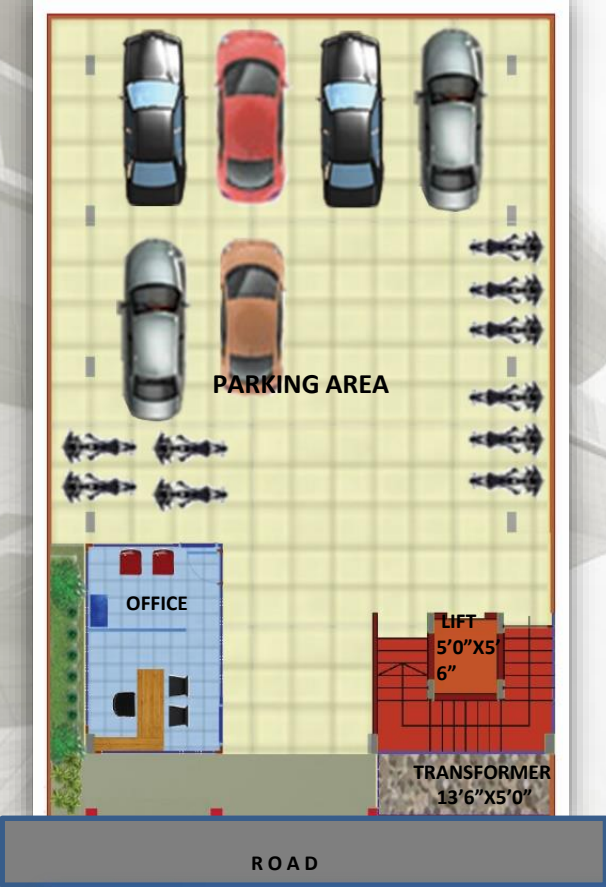 PARKING AREA
OFFICE
LIFT
5’0”X5’
6”
TRANSFORMER
13’6”X5’0”
ROAD